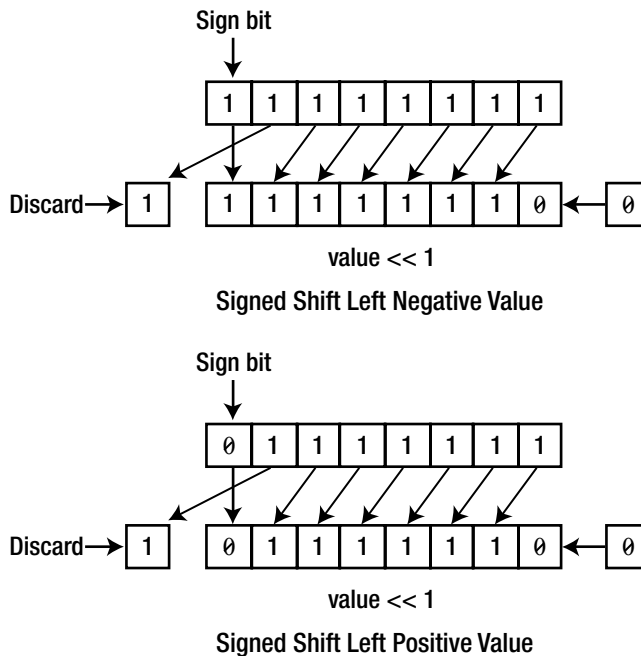 Sign bit
1 1 1 1 1 1 1 1
Discard 1 1 1 1 1 1 1 1 0 0
value << 1
Signed Shift Left Negative Value
Sign bit
0 1 1 1 1 1 1 1
Discard 1 0 1 1 1 1 1 1 0 0
value << 1
Signed Shift Left Positive Value